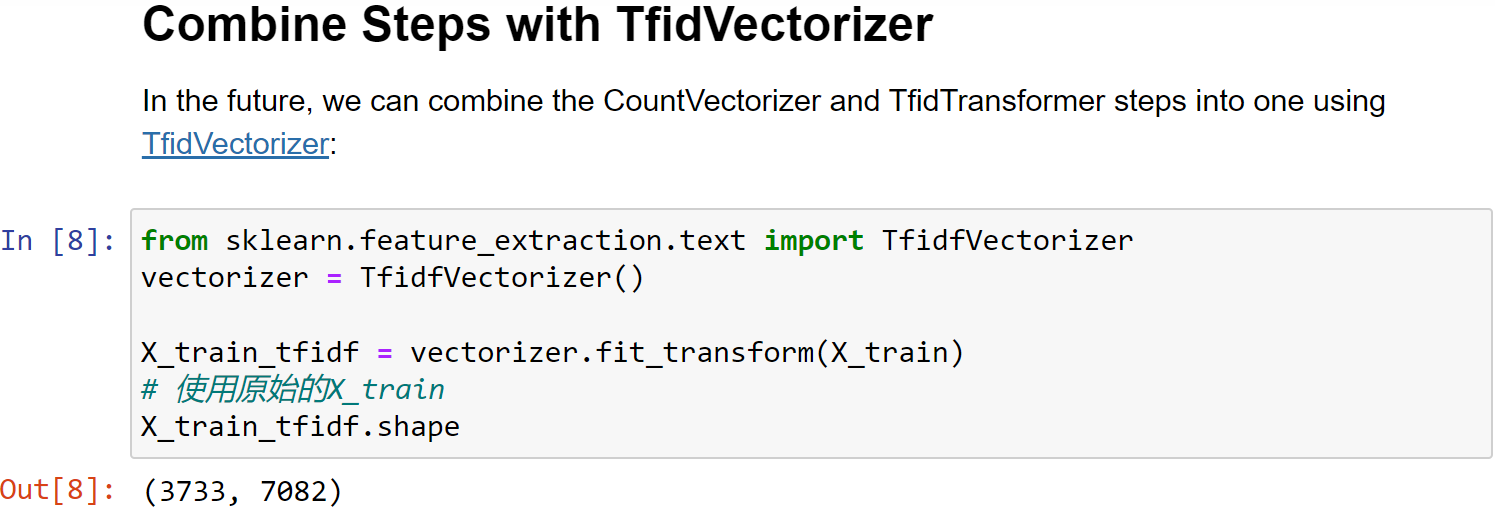 Combine Steps with TfidVectorizer
In the future, we can combine the CountVectorizer and TfidTransformer steps into one using
TfidVectorizer:
In [8]: from sklearn.feature_extraction.text import TfidfVectorizer
vectorizer = TfidfVectorizer()
X_train_tfidf = vectorizer.fit_transform(X_train)
# 使用原始的X_train
X_train_tfidf.shape
Out[8]: (3733, 7082)